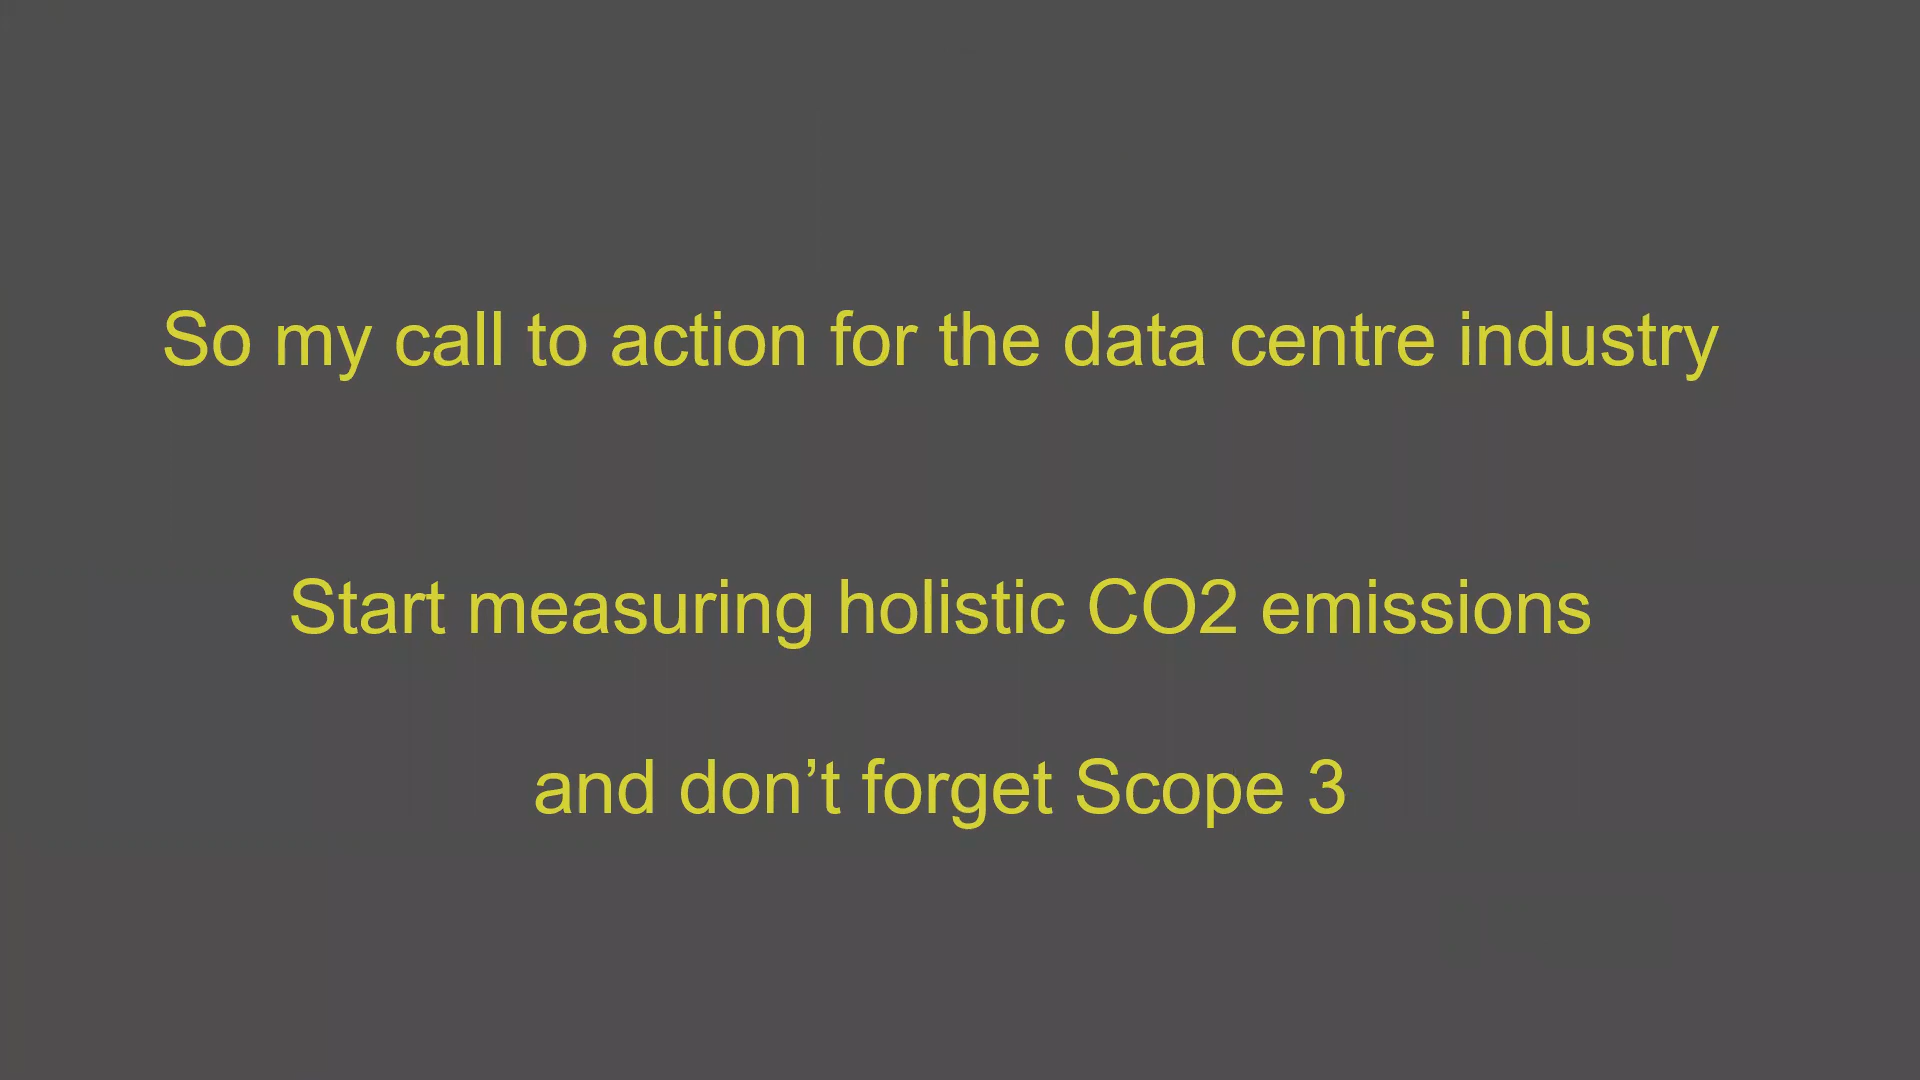 So my call to action for the data centre industry
Start measuring holistic CO2 emissions
and don’t forget Scope 3